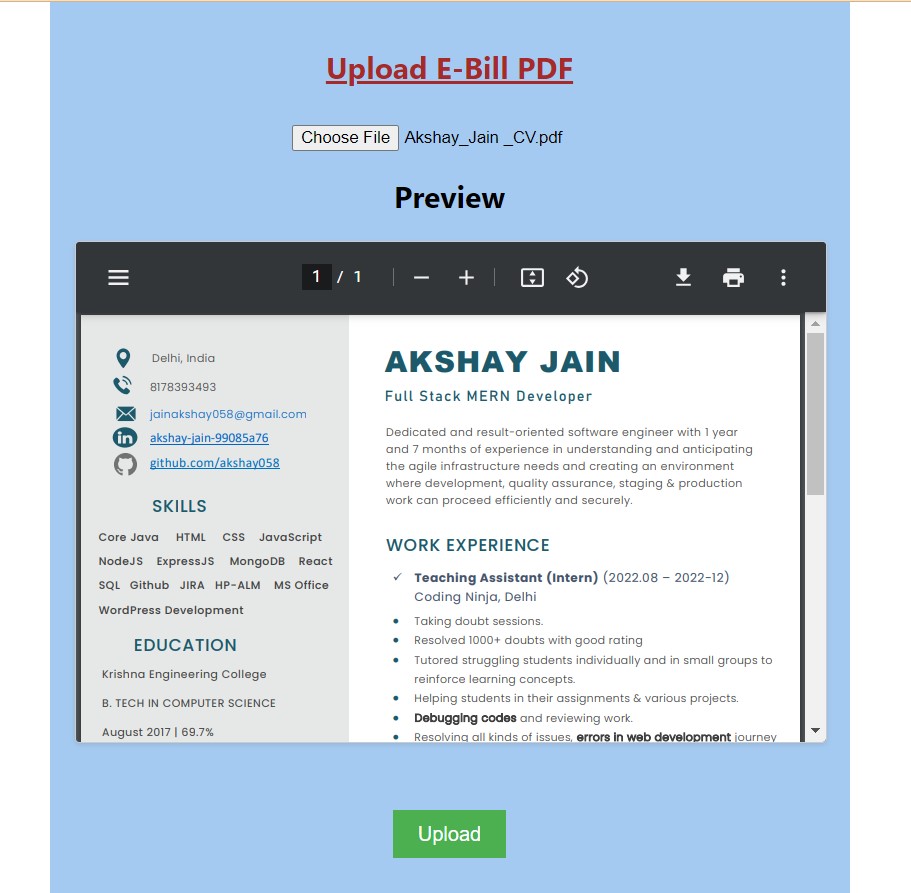 Upload E-Bill PDF
Choose File Akshay_Jain _CV.pdf
Preview
1 / 1
Delhi, India
8178393493
jainakshay058@gmail.com
in akshay-jain-99085a76
github.com/akshay058
SKILLS
Core Java HTML CSS JavaScript
NodeJS ExpressJS MongoDB React
SQL Github JIRA HP-ALM MS Office
WordPress Development
EDUCATION
Krishna Engineering College
B. TECH IN COMPUTER SCIENCE
August 2017 | 69.7%
AKSHAY JAIN
Full Stack MERN Developer
Dedicated and result-oriented software engineer with 1 year
and 7 months of experience in understanding and anticipating
the agile infrastructure needs and creating an environment
where development, quality assurance, staging & production
work can proceed efficiently and securely.
WORK EXPERIENCE
✓ Teaching Assistant (Intern) (2022.08 – 2022-12)
Coding Ninja, Delhi
• Taking doubt sessions.
• Resolved 1000+ doubts with good rating
• Tutored struggling students individually and in small groups to
reinforce learning concepts.
• Helping students in their assignments & various projects.
• Debugging codes and reviewing work.
• Resolving all kinds of issues, errors in web development journey
Upload